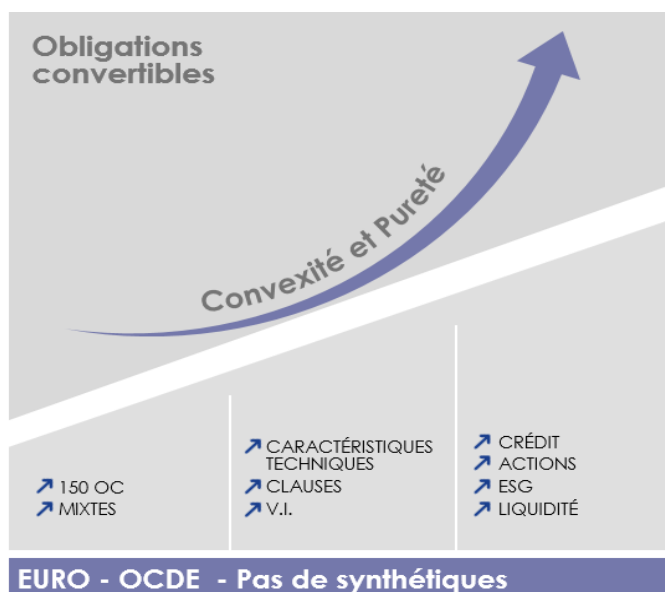 Obligations
convertibles
Convexité et Pureté
150 OC
MIXTES
CARACTÉRISTIQUES
TECHNIQUES
CLAUSES
V.I.
CRÉDIT
ACTIONS
ESG
LIQUIDITÉ
EURO - OCDE - Pas de synthétiques